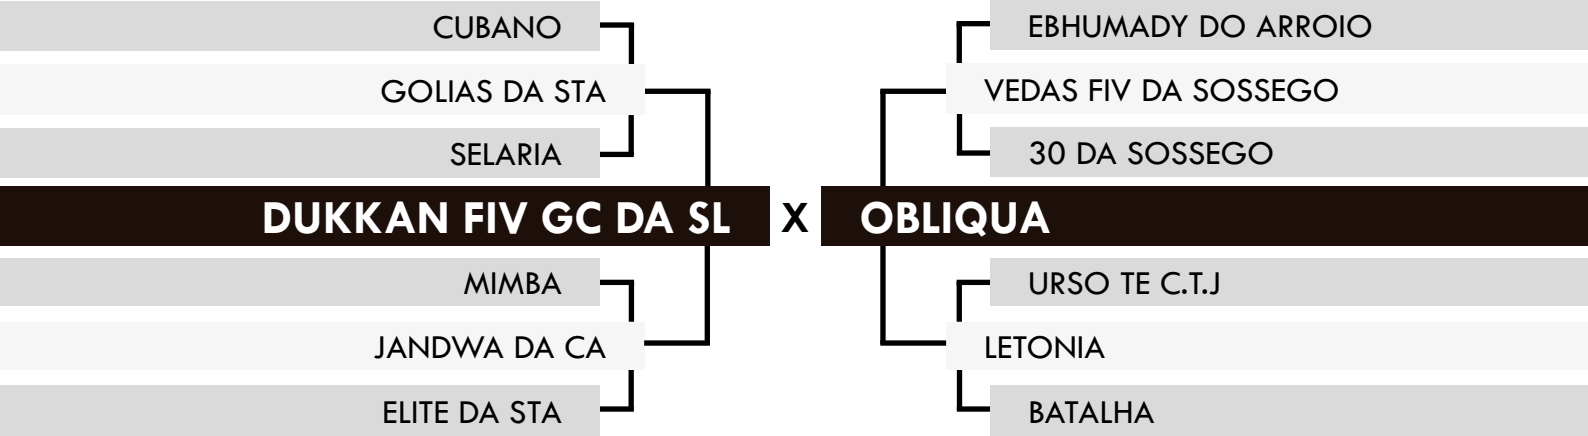 CUBANO
GOLIAS DA STA
SELARIA
DUKKAN FIV GC DA SL
MIMBA
JANDWA DA CA
ELITE DA STA
X
EBHUMADY DO ARROIO
VEDAS FIV DA SOSSEGO
30 DA SOSSEGO
OBLIQUA
URSO TE C.T.J
LETONIA
BATALHA